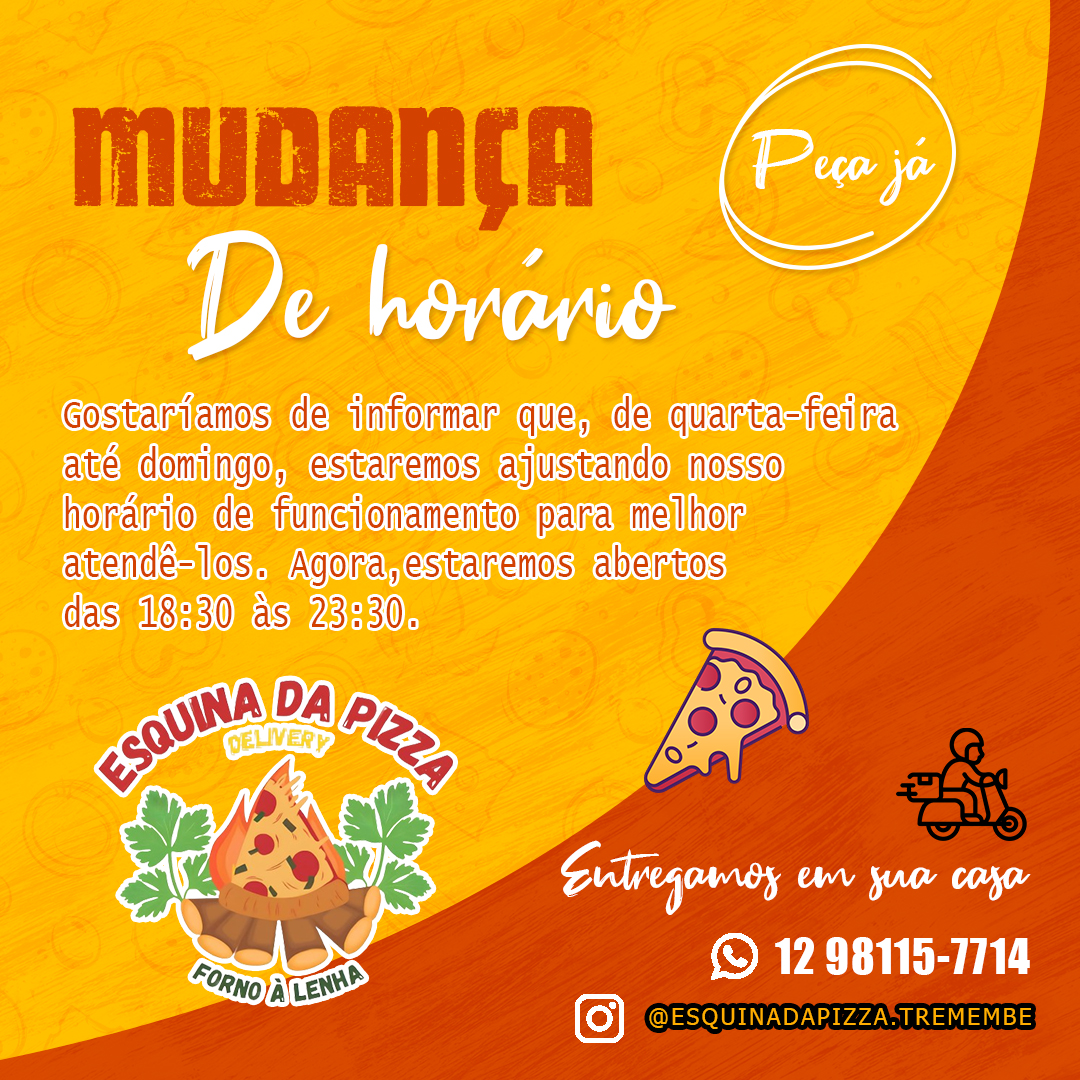 MUDANÇA
De horário
Peça já
Gostaríamos de informar que, de quarta-feira
até domingo, estaremos ajustando nosso
horário de funcionamento para melhor
atendê-los. Agora,estaremos abertos
das 18:30 às 23:30.
ESQUINA DA PIZZA
DELIVERY
FORNO À LENHA
Entregamos em sua casa
12 98115-7714
@ESQUINADAPIZZA.TREMEMBE